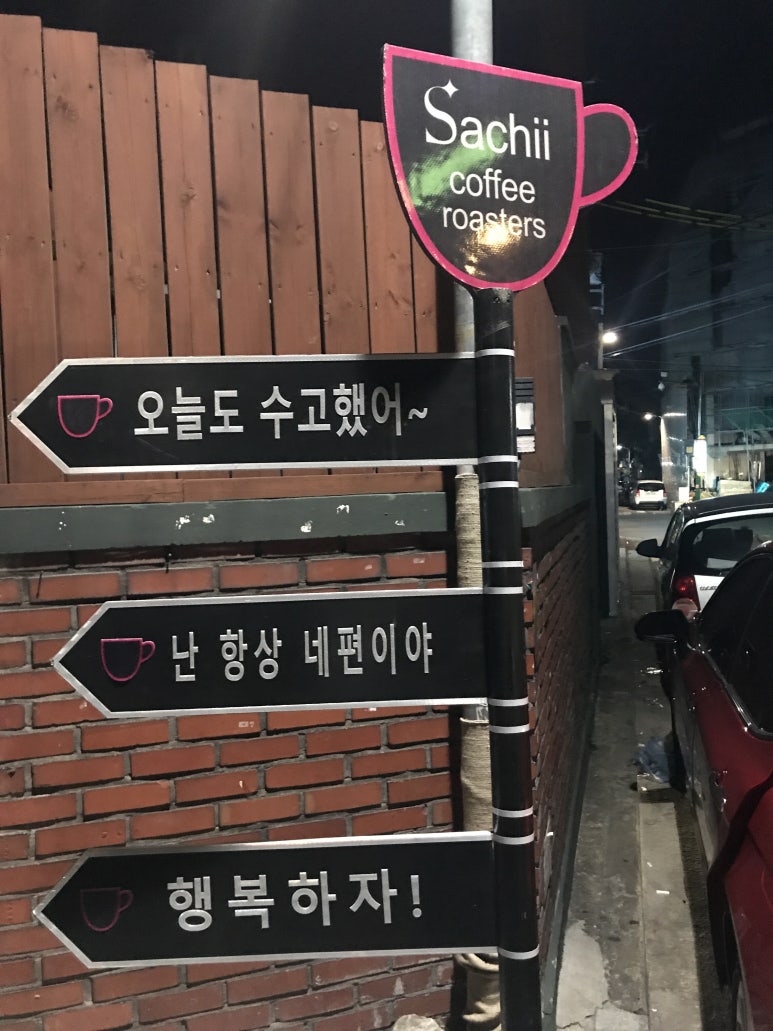 Sachii
coffee
roasters
오늘도 수고했어~
난 항상 네편이야
행복하자!